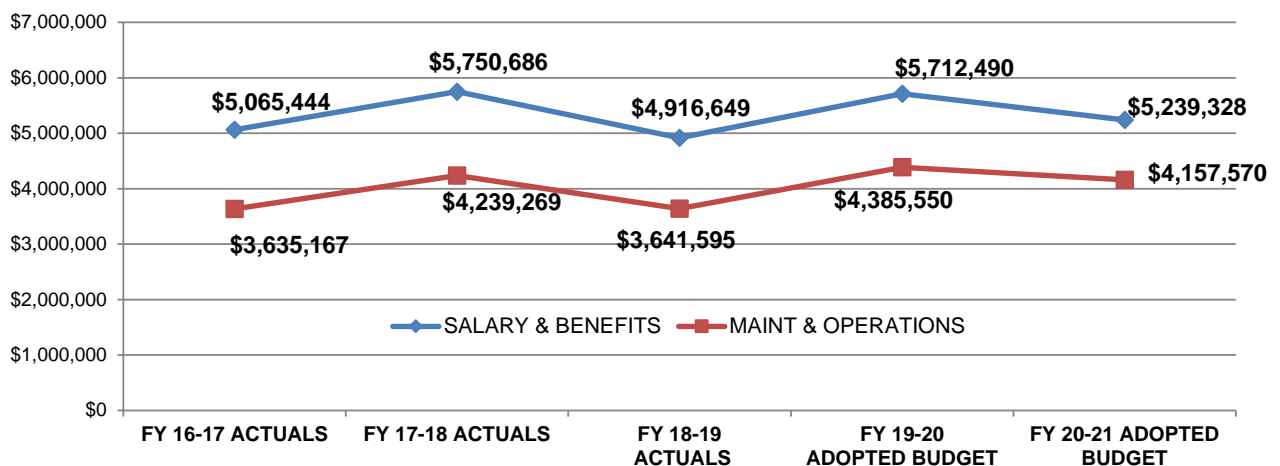 $7,000,000
$6,000,000
$5,000,000
$4,000,000
$3,000,000
$2,000,000
$1,000,000
$0
$5,065,444
$5,750,686
$4,916,649
$5,712,490
$5,239,328
$3,635,167
$4,239,269
$3,641,595
$4,385,550
$4,157,570
SALARY & BENEFITS
MAINT & OPERATIONS
FY 16-17 ACTUALS
FY 17-18 ACTUALS
FY 18-19
ACTUALS
FY 19-20
ADOPTED BUDGET
FY 20-21 ADOPTED
BUDGET